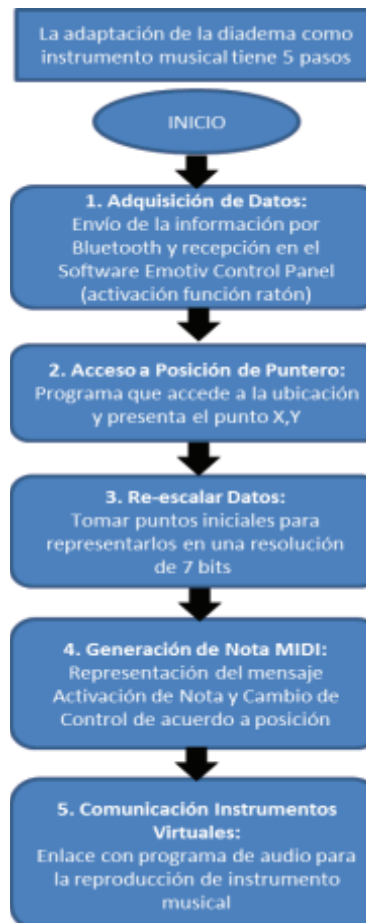 La adaptación de la diadema como
instrumento musical tiene 5 pasos
INICIO
1. Adquisición de Datos:
Envío de la información por
Bluetooth y recepción en el
Software Emotiv Control Panel
(activación función ratón)
2. Acceso a Posición de Puntero:
Programa que accede a la ubicación
y presenta el punto X,Y
3. Re-escalar Datos:
Tomar puntos iniciales para
representarlos en una resolución
de 7 bits
4. Generación de Nota MIDI:
Representación del mensaje
Activación de Nota y Cambio de
Control de acuerdo a posición
5. Comunicación Instrumentos
Virtuales:
Enlace con programa de audio para
la reproducción de instrumento
musical